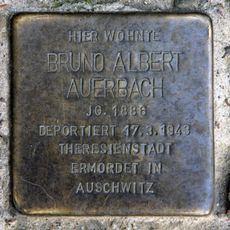 HIER WOHNTE
BRUNO ALBERT
AUERBACH
JG. 1886
DEPORTIERT 17.3.1943
THERESIENSTADT
ERMORDET IN
AUSCHWITZ